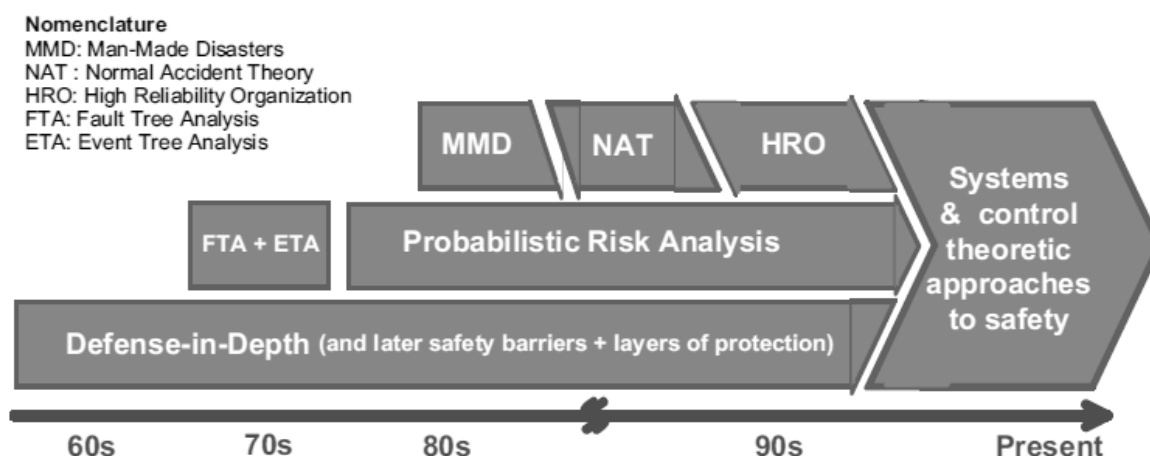 Nomenclature
MMD: Man-Made Disasters
NAT : Normal Accident Theory
HRO: High Reliability Organization
FTA: Fault Tree Analysis
ETA: Event Tree Analysis
MMD
NAT
HRO
Systems
& control
theoretic
approaches
to safety
FTA + ETA
Probabilistic Risk Analysis
Defense-in-Depth (and later safety barriers + layers of protection)
60s
70s
80s
90s
Present